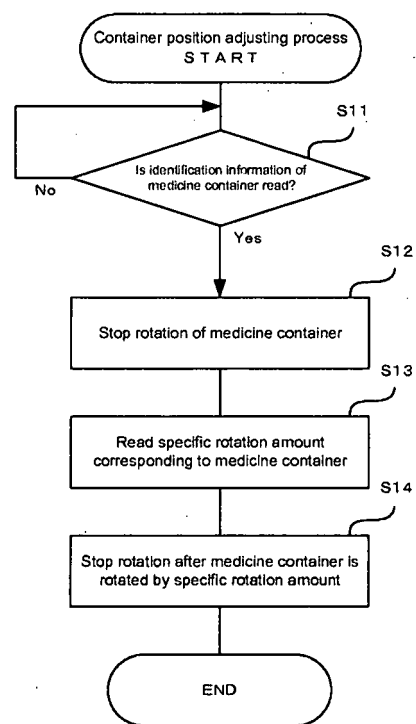 Container position adjusting process
START
S11
Is identification information of
medicine container read?
No
Yes
S12
Stop rotation of medicine container
S13
Read specific rotation amount
corresponding to medicine container
S14
Stop rotation after medicine container is
rotated by specific rotation amount
END